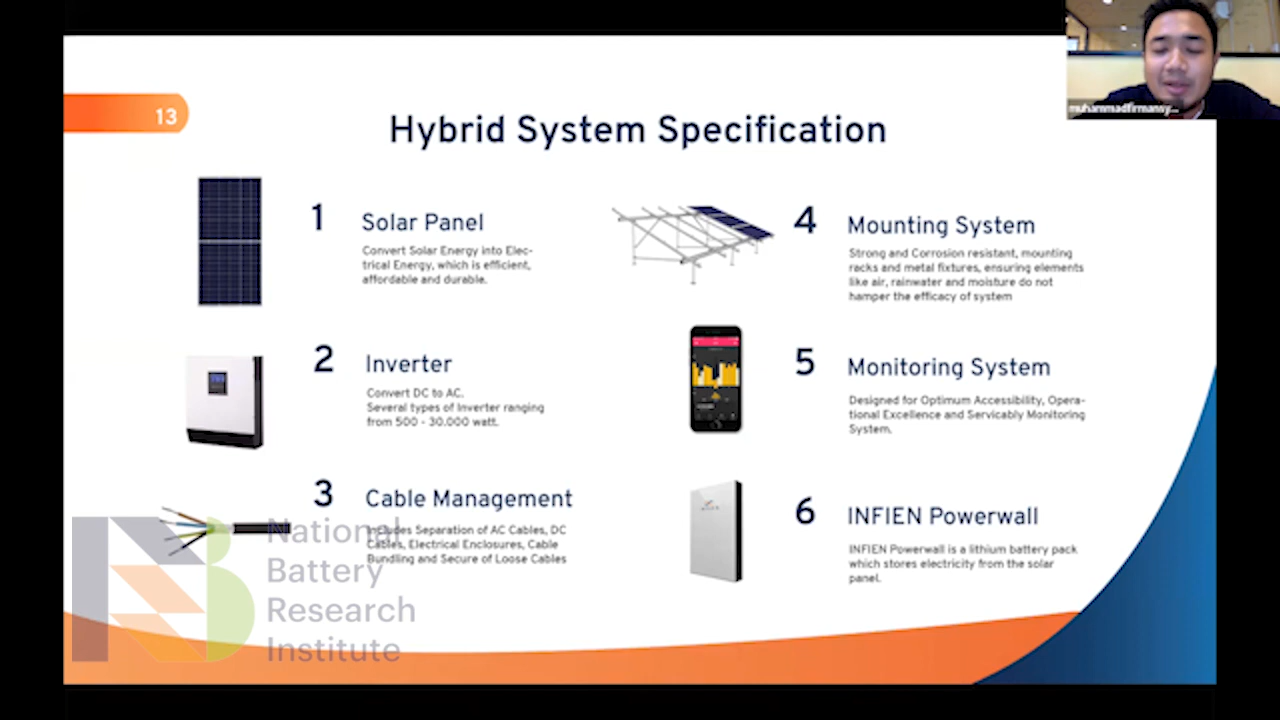 13
Hybrid System Specification
1
Solar Panel
Convert Solar Energy into Elec-
trical Energy, which is efficient,
affordable and durable.
2
Inverter
Convert DC to AC.
Several types of Inverter ranging
from 500 - 30.000 watt.
3
Cable Management
Includes Separation of AC Cables, DC
Cables, Electrical Enclosures, Cable
Bundling and Secure of Loose Cables
4
Mounting System
Strong and Corrosion resistant, mounting
racks and metal fixtures, ensuring elements
like air, rainwater and moisture do not
hamper the efficacy of system
5
Monitoring System
Designed for Optimum Accessibility, Opera-
tional Excellence and Servicably Monitoring
System.
6
INFIEN Powerwall
INFIEN Powerwall is a lithium battery pack
which stores electricity from the solar
panel.
National
Battery
Research
Institute
muhammadfirmansy...